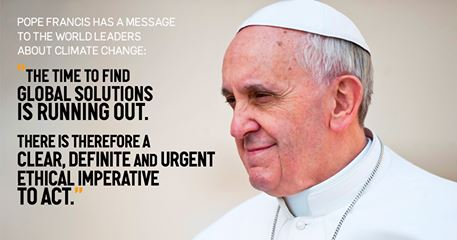 POPE FRANCIS HAS A MESSAGE
TO THE WORLD LEADERS
ABOUT CLIMATE CHANGE:
"THE TIME TO FIND
GLOBAL SOLUTIONS
IS RUNNING OUT.
THERE IS THEREFORE A
CLEAR, DEFINITE AND URGENT
ETHICAL IMPERATIVE
TO ACT."